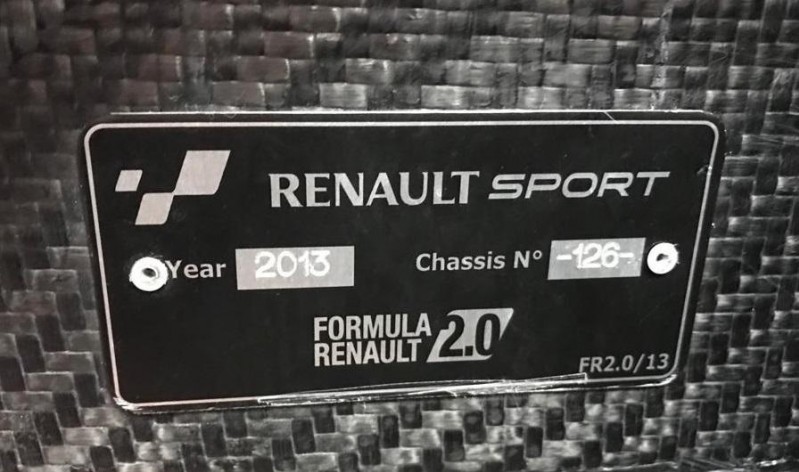 RENAULT SPORT
Year 2013 Chassis N° -126-
FORMULA
RENAULT 2.0
FR2.0/13